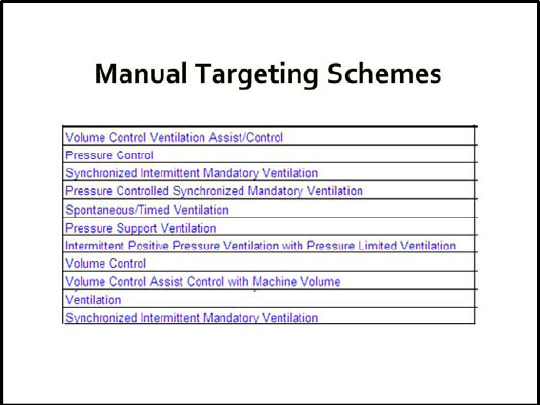 Manual Targeting Schemes
Volume Control Ventilation Assist/Control
Pressure Control
Synchronized Intermittent Mandatory Ventilation
Pressure Controlled Synchronized Mandatory Ventilation
Spontaneous/Timed Ventilation
Pressure Support Ventilation
Intermittent Positive Pressure Ventilation with Pressure Limited Ventilation
Volume Control
Volume Control Assist Control with Machine Volume
Ventilation
Synchronized Intermittent Mandatory Ventilation